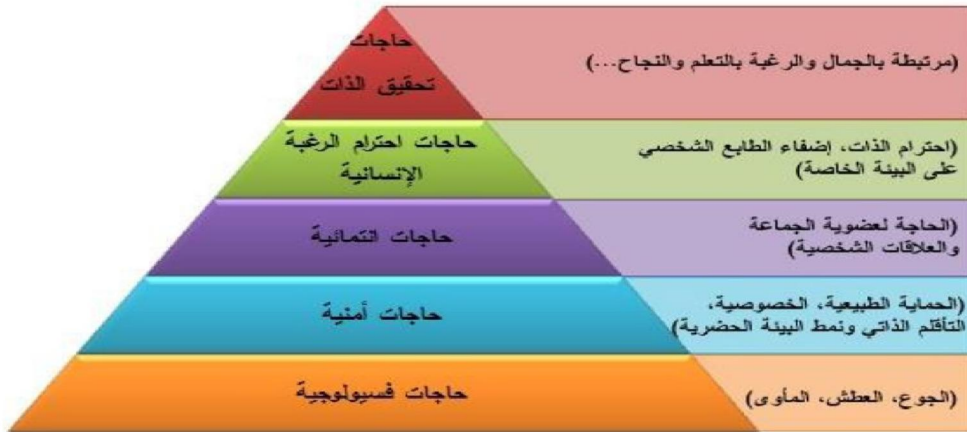 حاجات
تحقيق الذات
(مرتبطة بالجمال والرغبة بالتعلم والنجاح...)
حاجات احترام الرغبة
الإنسانية
(احترام الذات، إضفاء الطابع الشخصي
على البيئة الخاصة)
حاجات انتمائية
(الحاجة لعضوية الجماعة
والعلاقات الشخصية)
حاجات أمنية
(الحماية الطبيعية، الخصوصية،
التأقلم الذاتي ونمط البيئة الحضرية)
حاجات فسيولوجية
(الجوع، العطش، المأوى)